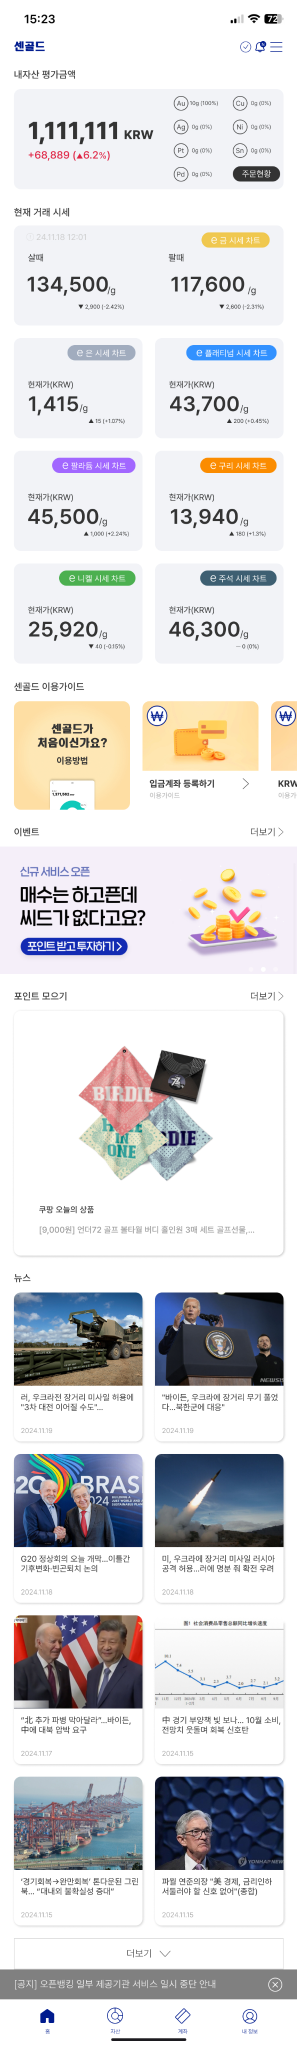 15:23
72
센골드
내자산 평가금액
1,111,111 KRW
+68,889 (▲6.2%)
Au 10g (100%)
Cu 0g (0%)
Ag 0g (0%)
Ni 0g (0%)
Pt 0g (0%)
Sn 0g (0%)
Pd 0g (0%)
주문현황
현재 거래 시세
24.11.18 12:01
e 금 시세 차트
살때
팔때
134,500/g
117,600 /g
▼ 2,900 (-2.42%)
▼ 2,600 (-2.31%)
e 은 시세 차트
e 플래티넘 시세 차트
현재가(KRW)
현재가(KRW)
1,415/g
43,700/g
▲ 15 (+1.07%)
▲ 200 (+0.45%)
e 팔라듐 시세 차트
e 구리 시세 차트
현재가(KRW)
현재가(KRW)
45,500/g
13,940/g
▲ 1,000 (+2.24%)
▲ 180 (+1.3%)
e 니켈 시세 차트
e 주석 시세 차트
현재가(KRW)
현재가(KRW)
25,920/g
46,300/g
▼ 40 (-0.15%)
― 0 (0%)
센골드 이용가이드
센골드가
처음이신가요?
이용방법
입금계좌 등록하기
이용가이드
KRW
이용가
이벤트
더보기
신규 서비스 오픈
매수는 하고픈데
씨드가 없다고요?
포인트 받고 투자하기
포인트 모으기
더보기
BIRDIE
HOLE
IN
ONE
쿠팡 오늘의 상품
[9,000원] 언더72 골프 볼타월 버디 홀인원 3매 세트 골프선물,...
뉴스
러, 우크라전 장거리 미사일 허용에
"3차 대전 이어질 수도"...
2024.11.19
"바이든, 우크라에 장거리 무기 풀었
다...북한군에 대응"
2024.11.18
G20 정상회의 오늘 개막...이틀간
기후변화·빈곤퇴치 논의
2024.11.18
미, 우크라에 장거리 미사일 러시아
공격 허용...러에 명분 줘 확전 우려
2024.11.18
"北 추가 파병 막아달라"...바이든,
中에 대북 압박 요구
2024.11.17
中 경기 부양책 빛 보나... 10월 소비,
전망치 웃돌며 회복 신호탄
2024.11.15
'경기회복→완만회복' 톤다운된 그린
북... "대내외 불확실성 증대"
2024.11.15
YONHAP NEWS
파월 연준의장 "美 경제, 금리인하
서둘러야 할 신호 없어"(종합)
2024.11.15
더보기
[공지] 오픈뱅킹 일부 제공기관 서비스 일시 중단 안내
홈
자산
계좌
내 정보